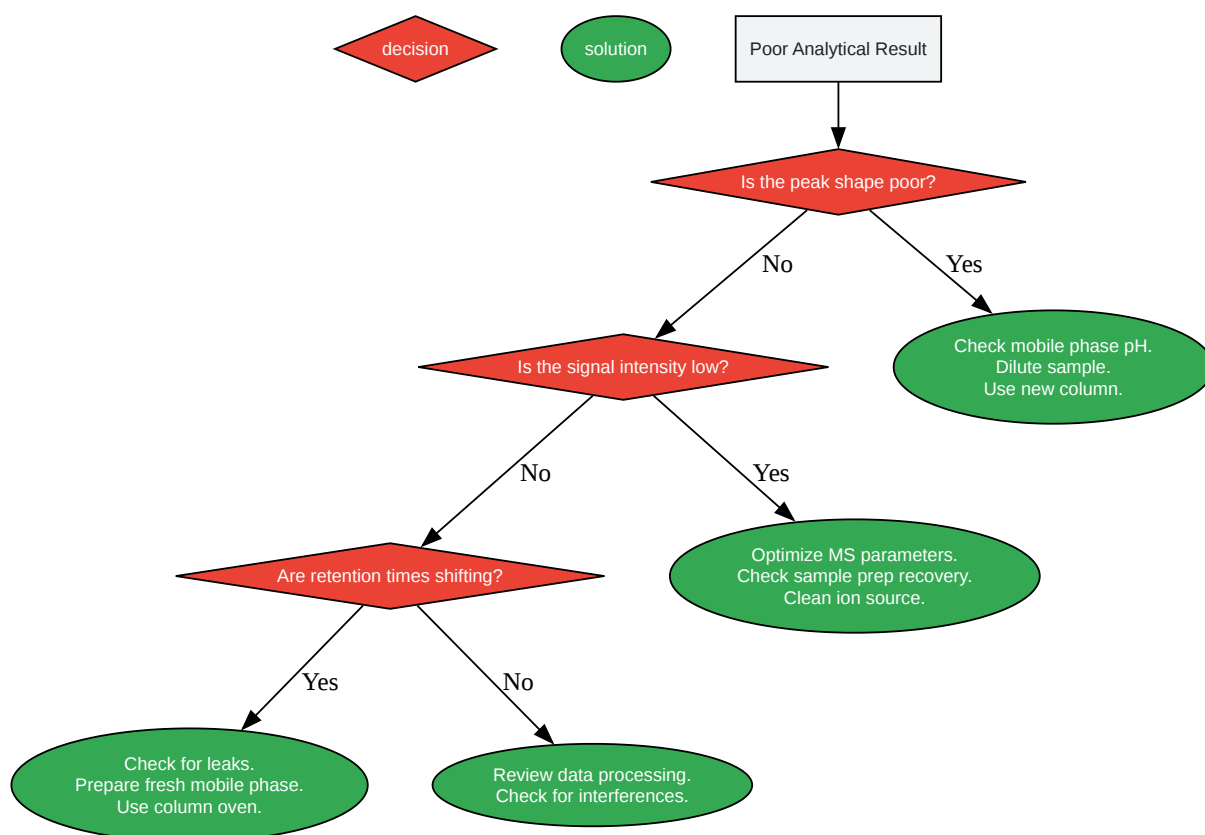 decision
solution
Poor Analytical Result
Is the peak shape poor?
No
Yes
Check mobile phase pH.
Dilute sample.
Use new column.
Is the signal intensity low?
No
Yes
Optimize MS parameters.
Check sample prep recovery.
Clean ion source.
Are retention times shifting?
Yes
No
Check for leaks.
Prepare fresh mobile phase.
Use column oven.
Review data processing.
Check for interferences.